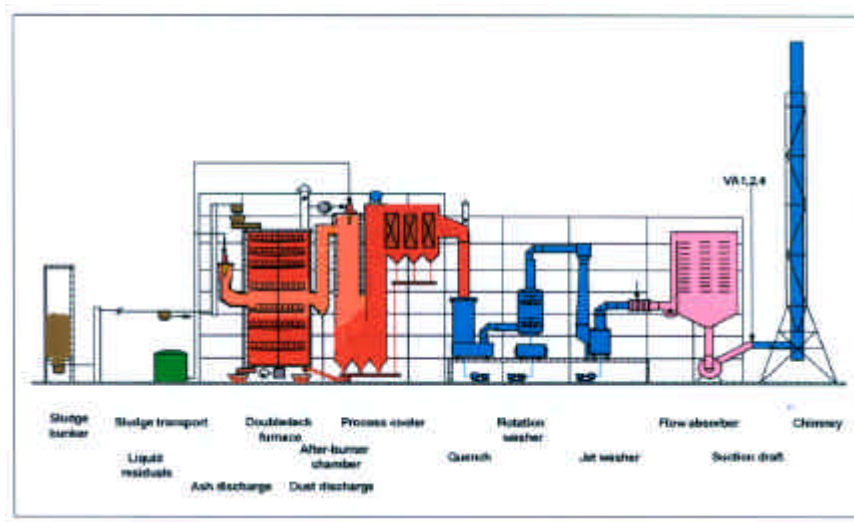 VA1,2,4
Sludge
bunker
Sludge transport
Doubledeck
furnace
Process cooler
Rotation
washer
Flow absorber
Chimney
Liquid
residuals
After-burner
chamber
Quench
Jet washer
Suction draft
Ash discharge
Dust discharge